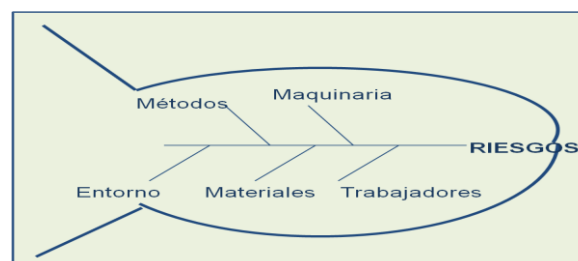 Métodos
Maquinaria
RIESGOS
Entorno
Materiales
Trabajadores